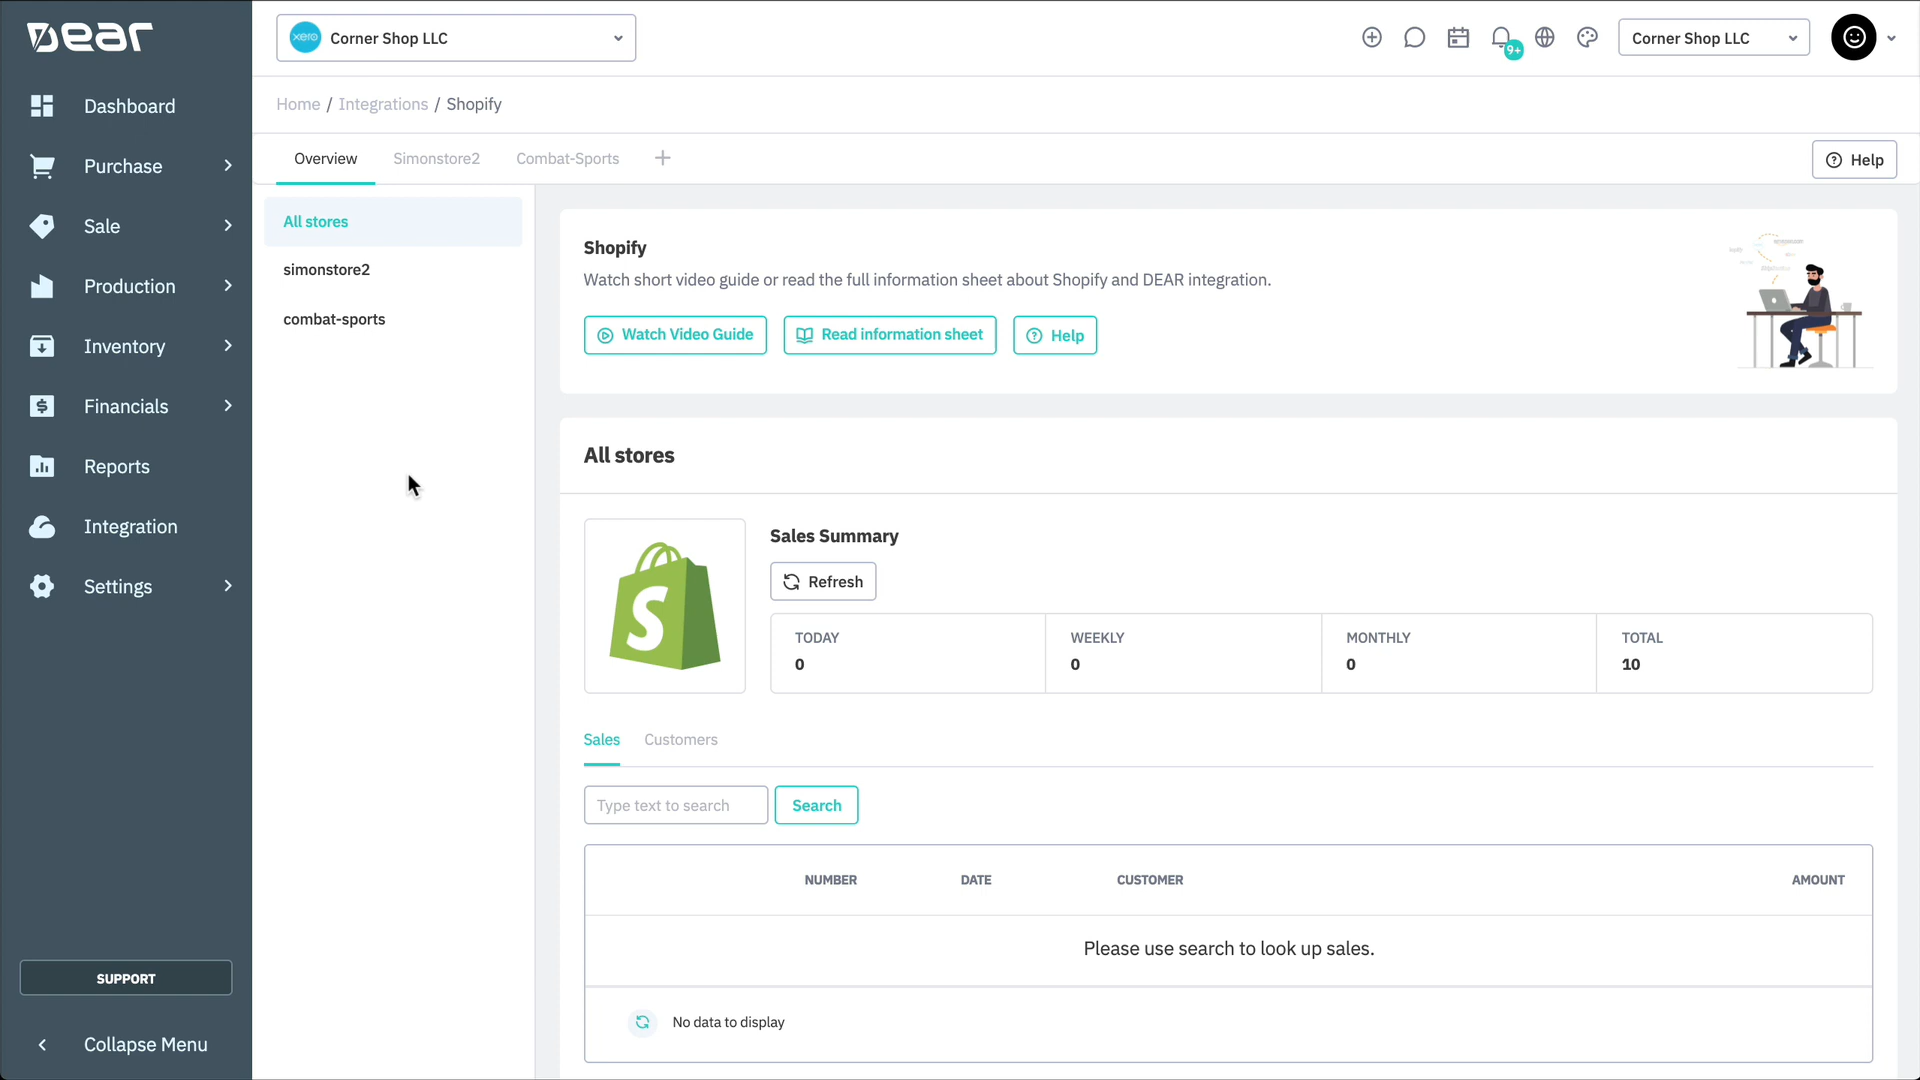 Dear
xero Corner Shop LLC
9+
Corner Shop LLC
Home / Integrations / Shopify
Overview
Simonstore2
Combat-Sports
Help
Dashboard
Purchase
Sale
Production
Inventory
Financials
Reports
Integration
Settings
SUPPORT
Collapse Menu
All stores
simonstore2
combat-sports
Shopify
Watch short video guide or read the full information sheet about Shopify and DEAR integration.
Watch Video Guide
Read information sheet
Help
All stores
Sales Summary
Refresh
TODAY
0
WEEKLY
0
MONTHLY
0
TOTAL
10
Sales
Customers
Type text to search
Search
NUMBER
DATE
CUSTOMER
AMOUNT
Please use search to look up sales.
No data to display